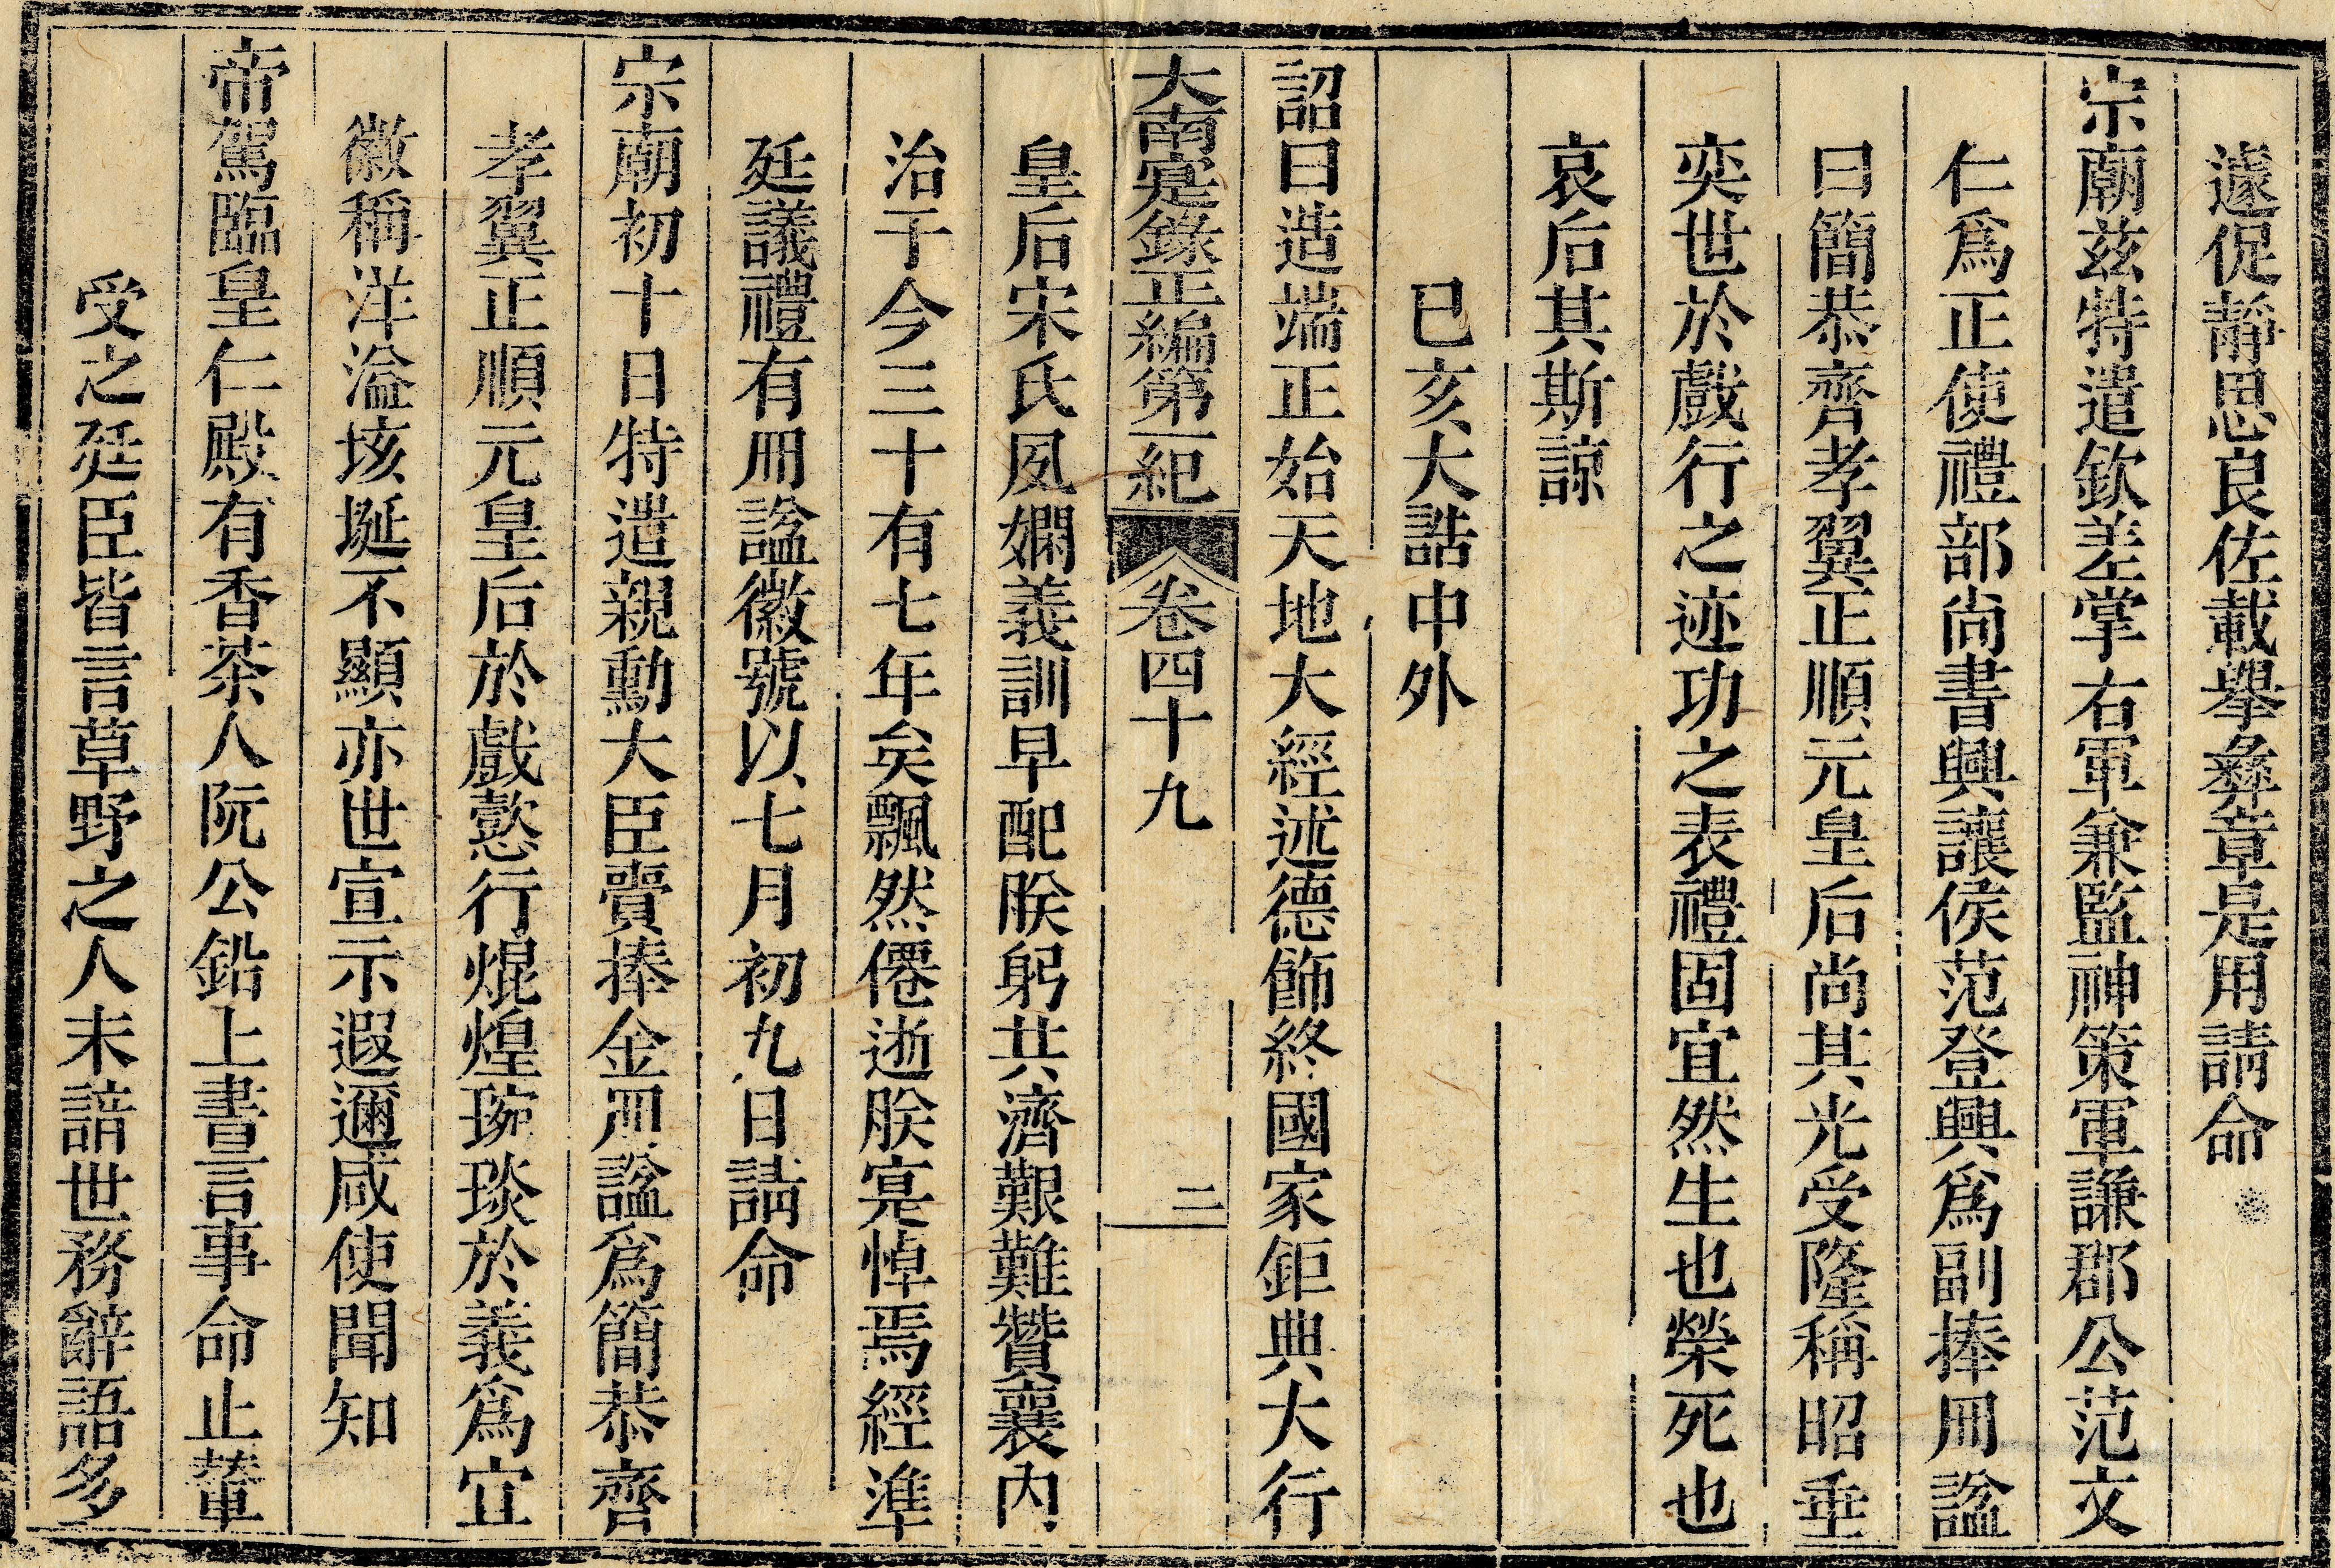 遽促靜思良佐載舉彝章是用請命
宗廟茲特遣欽差掌右軍兼監神策軍謙郡公范文
仁爲正使禮部尚書興讓侯范登興爲副捧冊謚
曰簡恭齊孝翼正順元皇后尚其光受隆稱昭垂
奕世於戲行之迹功之表禮固宜然生也榮死也
哀后其斯諒
已亥大誥中外
詔曰造端正始天地大經述德飾終國家鉅典大行
大南寔錄正編第一紀 卷四十九 二
皇后宋氏夙嫻義訓早配朕躬共濟艱難贊襄內
治于今三十有七年矣飄然僊逝朕寔悼焉經準
廷議禮有冊謚徽號以七月初九日請命
宗廟初十日特遣親勳大臣賫捧金冊謚爲簡恭齊
孝翼正順元皇后於戲懿行焜煌琬琰於義爲宜
徽稱洋溢垓埏不顯亦世宣示遐邇咸使聞知
帝駕臨皇仁殿有香茶人阮公鉛上書言事命止輦
受之廷臣皆言草野之人未諳世務辭語多